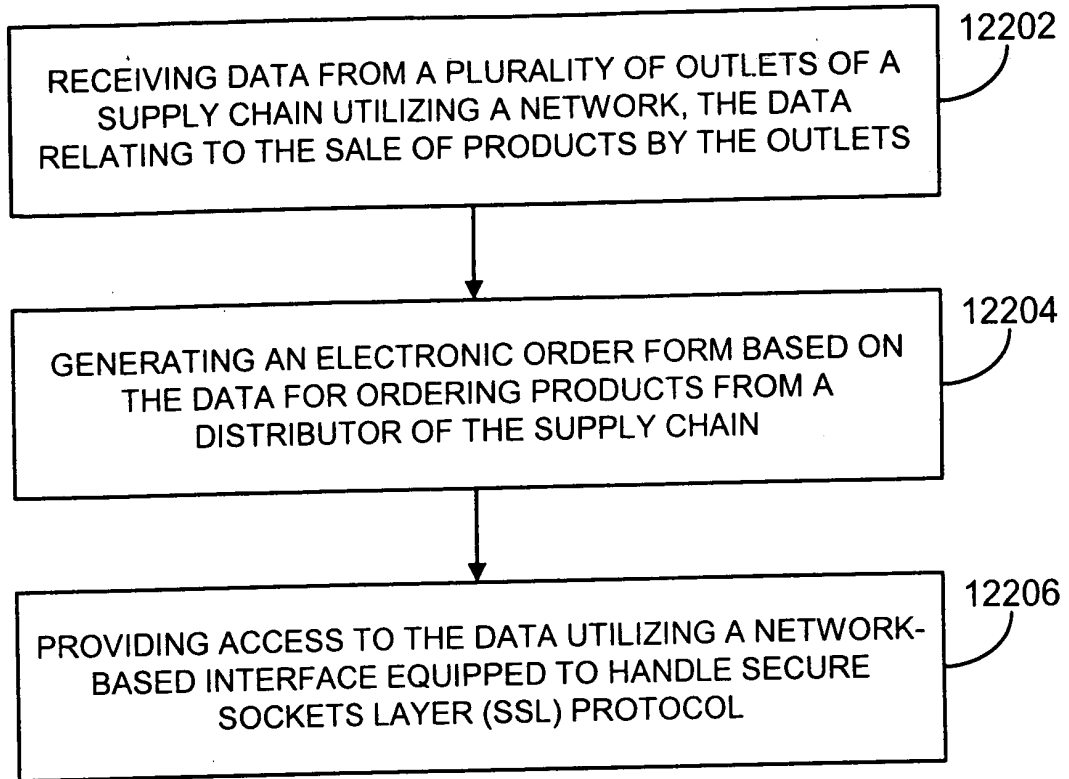 12202
RECEIVING DATA FROM A PLURALITY OF OUTLETS OF A
SUPPLY CHAIN UTILIZING A NETWORK, THE DATA
RELATING TO THE SALE OF PRODUCTS BY THE OUTLETS
12204
GENERATING AN ELECTRONIC ORDER FORM BASED ON
THE DATA FOR ORDERING PRODUCTS FROM A
DISTRIBUTOR OF THE SUPPLY CHAIN
12206
PROVIDING ACCESS TO THE DATA UTILIZING A NETWORK-
BASED INTERFACE EQUIPPED TO HANDLE SECURE
SOCKETS LAYER (SSL) PROTOCOL